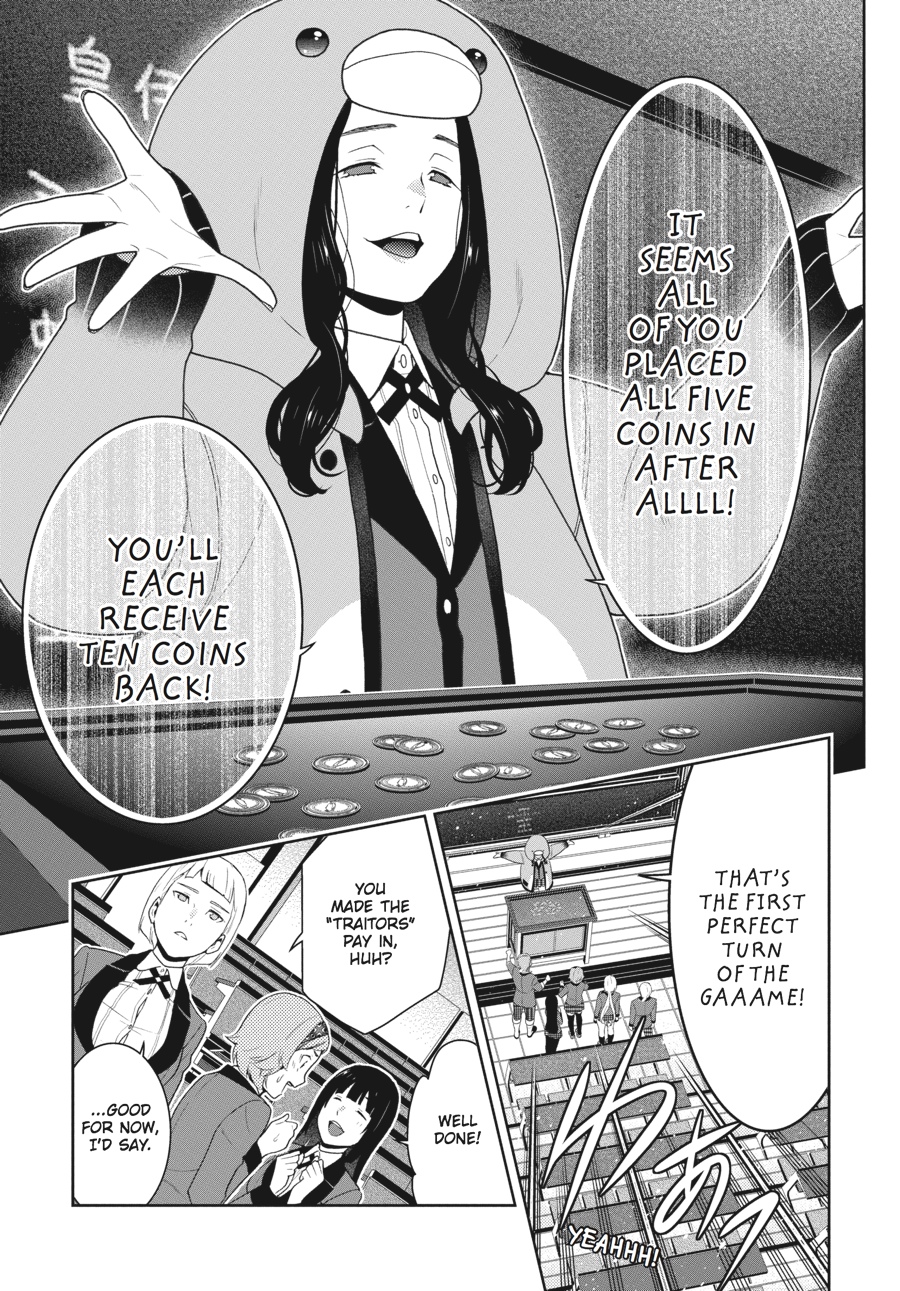 IT
SEEMS
ALL
OF YOU
PLACED
ALL FIVE
COINS IN
AFTER
ALLLL!
YOU'LL
EACH
RECEIVE
TEN COINS
BACK!
皇伊
THAT'S
THE FIRST
PERFECT
TURN
OF THE
GAAAME!
わあっ
YEAHHH!
YOU
MADE THE
"TRAITORS"
PAY IN,
HUH?
WELL
DONE!
...GOOD
FOR NOW,
I'D SAY.